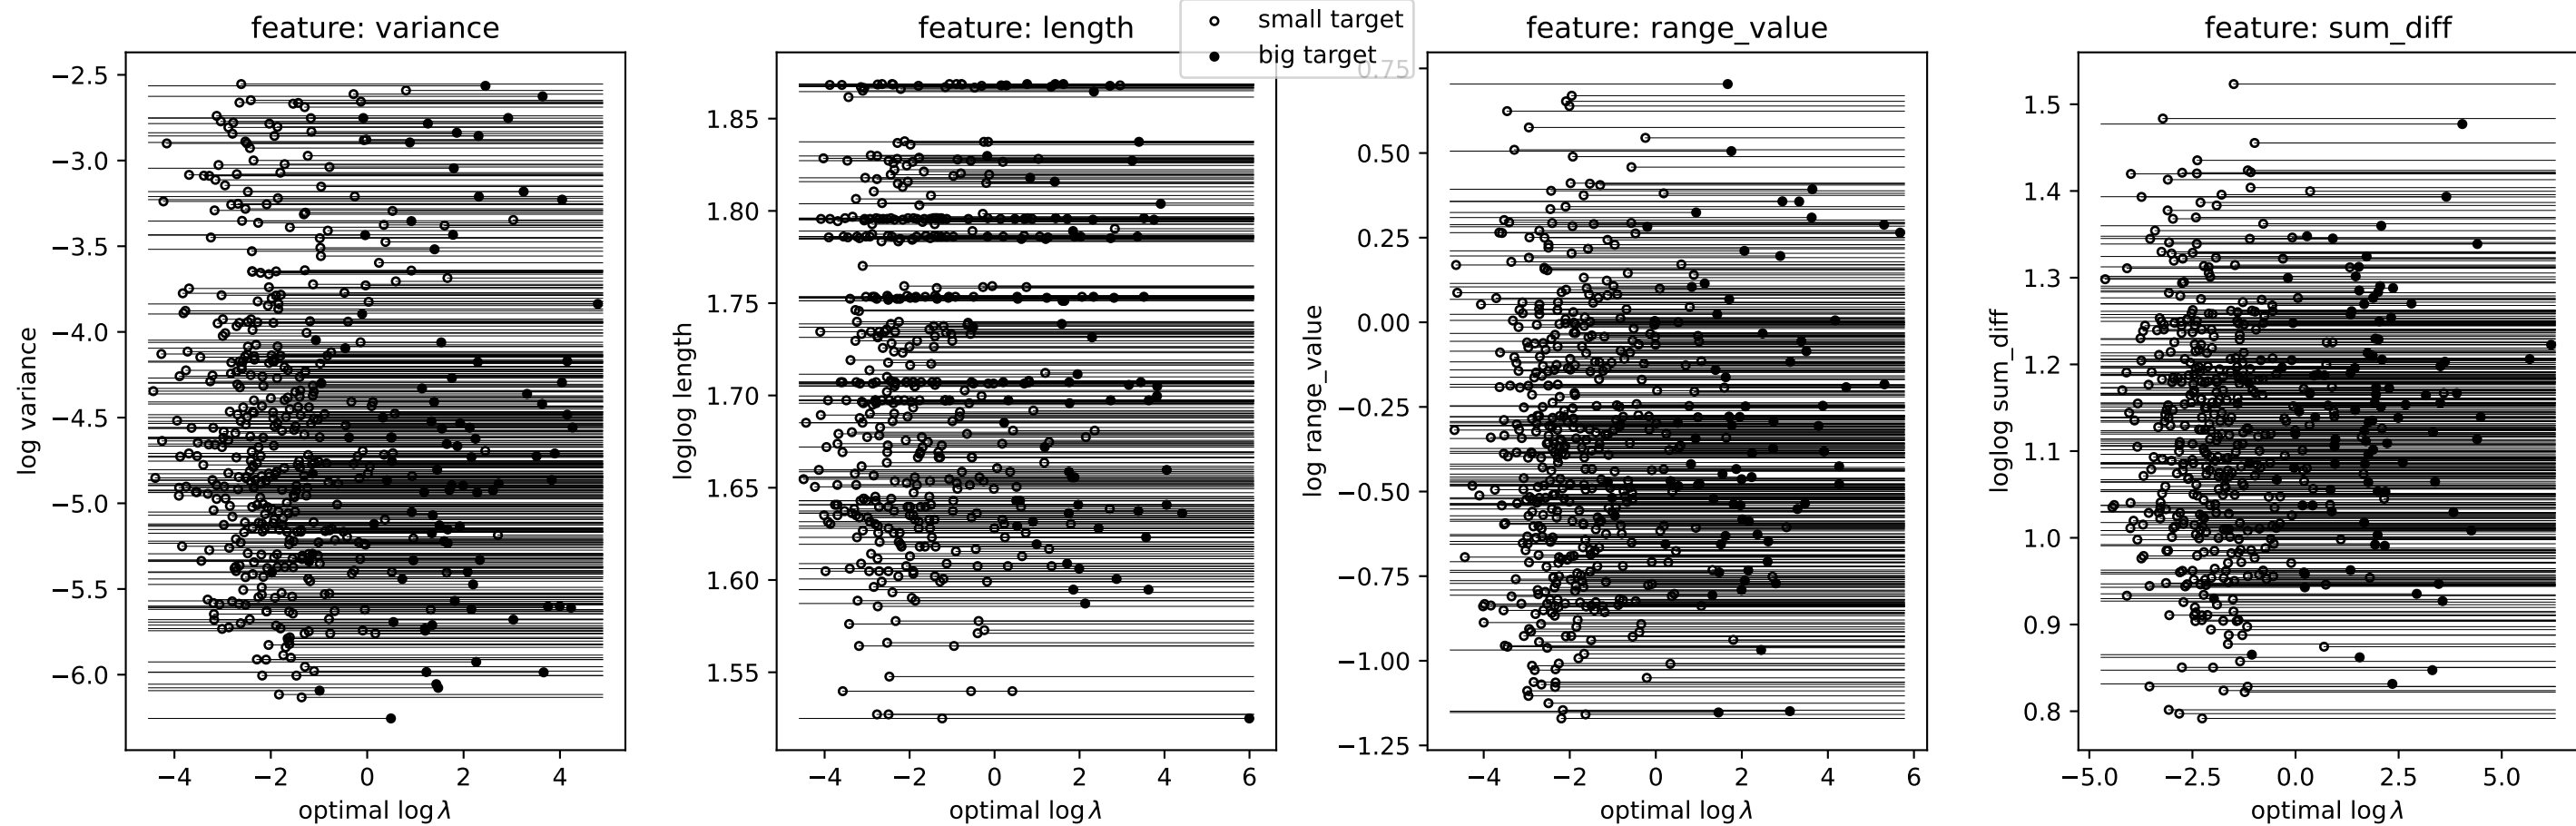 feature: variance
−2.5
−3.0
−3.5
−4.0
−4.5
−5.0
−5.5
−6.0
log variance
−4 −2 0 2 4
optimal log λ
feature: length
1.85
1.80
1.75
1.70
1.65
1.60
1.55
loglog length
−4 −2 0 2 4 6
optimal log λ
small target
big target
feature: range_value
0.75
0.50
0.25
0.00
−0.25
−0.50
−0.75
−1.00
−1.25
log range_value
−4 −2 0 2 4 6
optimal log λ
feature: sum_diff
1.5
1.4
1.3
1.2
1.1
1.0
0.9
0.8
loglog sum_diff
−5.0 −2.5 0.0 2.5 5.0
optimal log λ